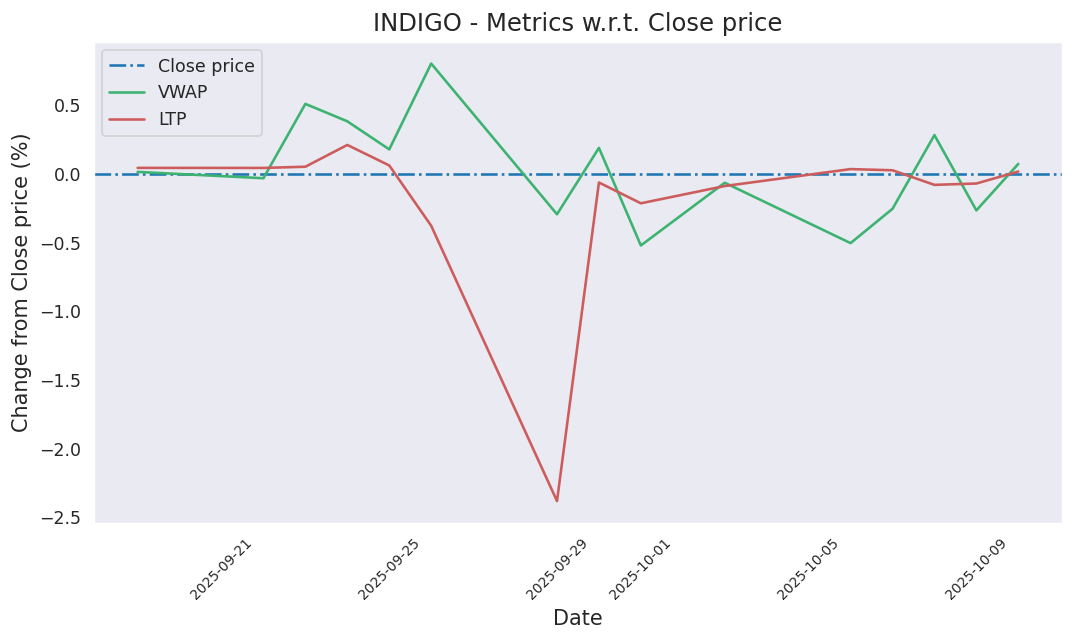 INDIGO - Metrics w.r.t. Close price
Close price
VWAP
LTP
Change from Close price (%)
0.5
0.0
−0.5
−1.0
−1.5
−2.0
−2.5
2025-09-21
2025-09-25
2025-09-29
2025-10-01
2025-10-05
2025-10-09
Date